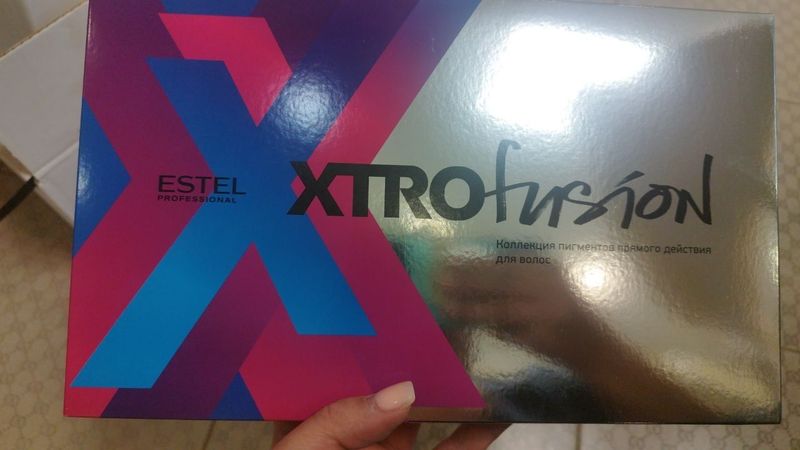 ESTEL
PROFESSIONAL
XTROfusion
Коллекция пигментов прямого действия
для волос